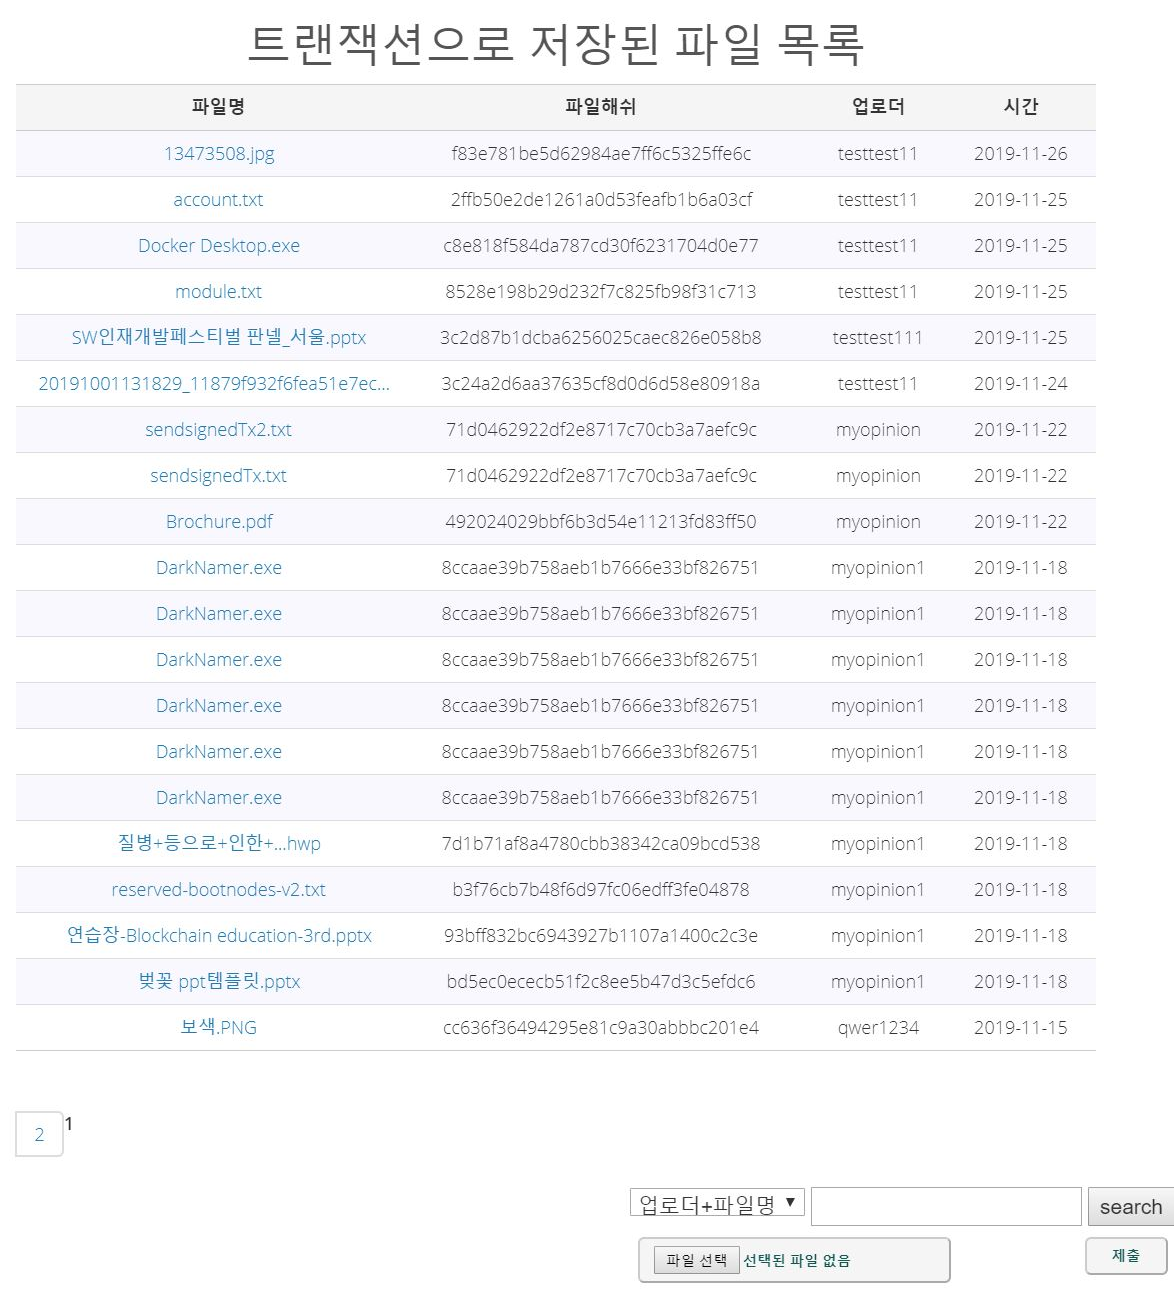 트랜잭션으로 저장된 파일 목록
파일명 파일해쉬 업로더 시간
13473508.jpg f83e781be5d62984ae7ff6c5325ffe6c testtest11 2019-11-26
account.txt 2ffb50e2de1261a0d53feafb1b6a03cf testtest11 2019-11-25
Docker Desktop.exe c8e818f584da787cd30f6231704d0e77 testtest11 2019-11-25
module.txt 8528e198b29d232f7c825fb98f31c713 testtest11 2019-11-25
SW인재개발페스티벌 판넬_서울.pptx 3c2d87b1dcba6256025caec826e058b8 testtest111 2019-11-25
20191001131829_11879f932f6fea51e7ec... 3c24a2d6aa37635cf8d0d6d58e80918a testtest11 2019-11-24
sendsignedTx2.txt 71d0462922df2e8717c70cb3a7aefc9c myopinion 2019-11-22
sendsignedTx.txt 71d0462922df2e8717c70cb3a7aefc9c myopinion 2019-11-22
Brochure.pdf 492024029bbf6b3d54e11213fd83ff50 myopinion 2019-11-22
DarkNamer.exe 8ccaae39b758aeb1b7666e33bf826751 myopinion1 2019-11-18
DarkNamer.exe 8ccaae39b758aeb1b7666e33bf826751 myopinion1 2019-11-18
DarkNamer.exe 8ccaae39b758aeb1b7666e33bf826751 myopinion1 2019-11-18
DarkNamer.exe 8ccaae39b758aeb1b7666e33bf826751 myopinion1 2019-11-18
DarkNamer.exe 8ccaae39b758aeb1b7666e33bf826751 myopinion1 2019-11-18
DarkNamer.exe 8ccaae39b758aeb1b7666e33bf826751 myopinion1 2019-11-18
질병+등으로+인한+...hwp 7d1b71af8a4780cbb38342ca09bcd538 myopinion1 2019-11-18
reserved-bootnodes-v2.txt b3f76cb7b48f6d97fc06edff3fe04878 myopinion1 2019-11-18
연습장-Blockchain education-3rd.pptx 93bff832bc6943927b1107a1400c2c3e myopinion1 2019-11-18
벚꽃 ppt템플릿.pptx bd5ec0ececb51f2c8ee5b47d3c5efdc6 myopinion1 2019-11-18
보색.PNG cc636f36494295e81c9a30abbbc201e4 qwer1234 2019-11-15
2 1
업로더+파일명 search
파일 선택 선택된 파일 없음 제출